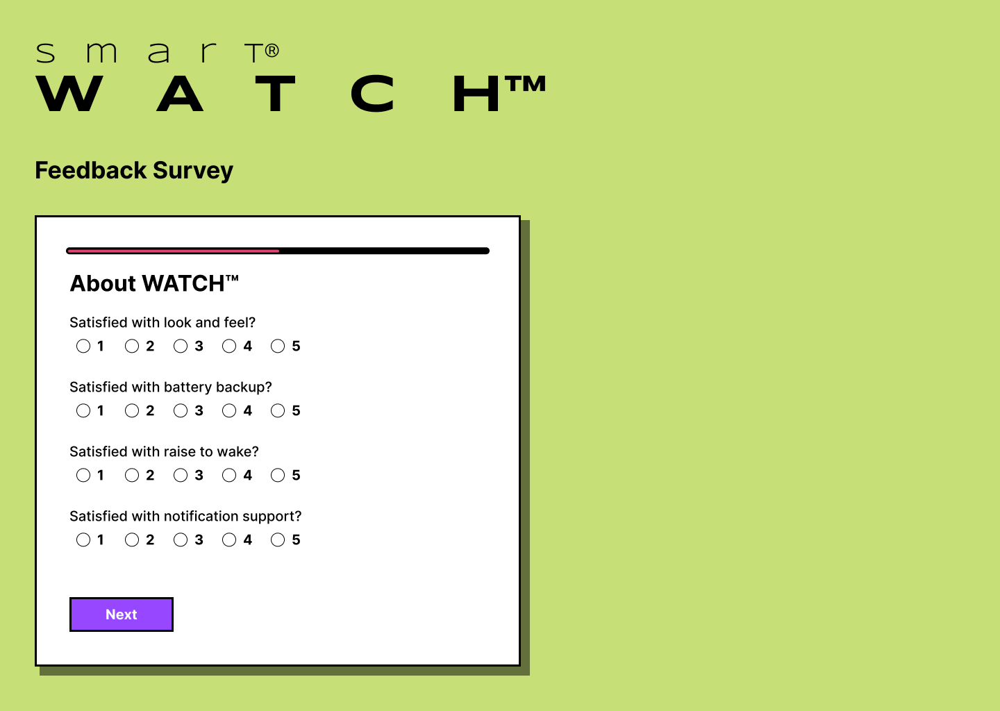 smarT®
WATCH™
Feedback Survey
About WATCH™
Satisfied with look and feel?
1 2 3 4 5
Satisfied with battery backup?
1 2 3 4 5
Satisfied with raise to wake?
1 2 3 4 5
Satisfied with notification support?
1 2 3 4 5
Next